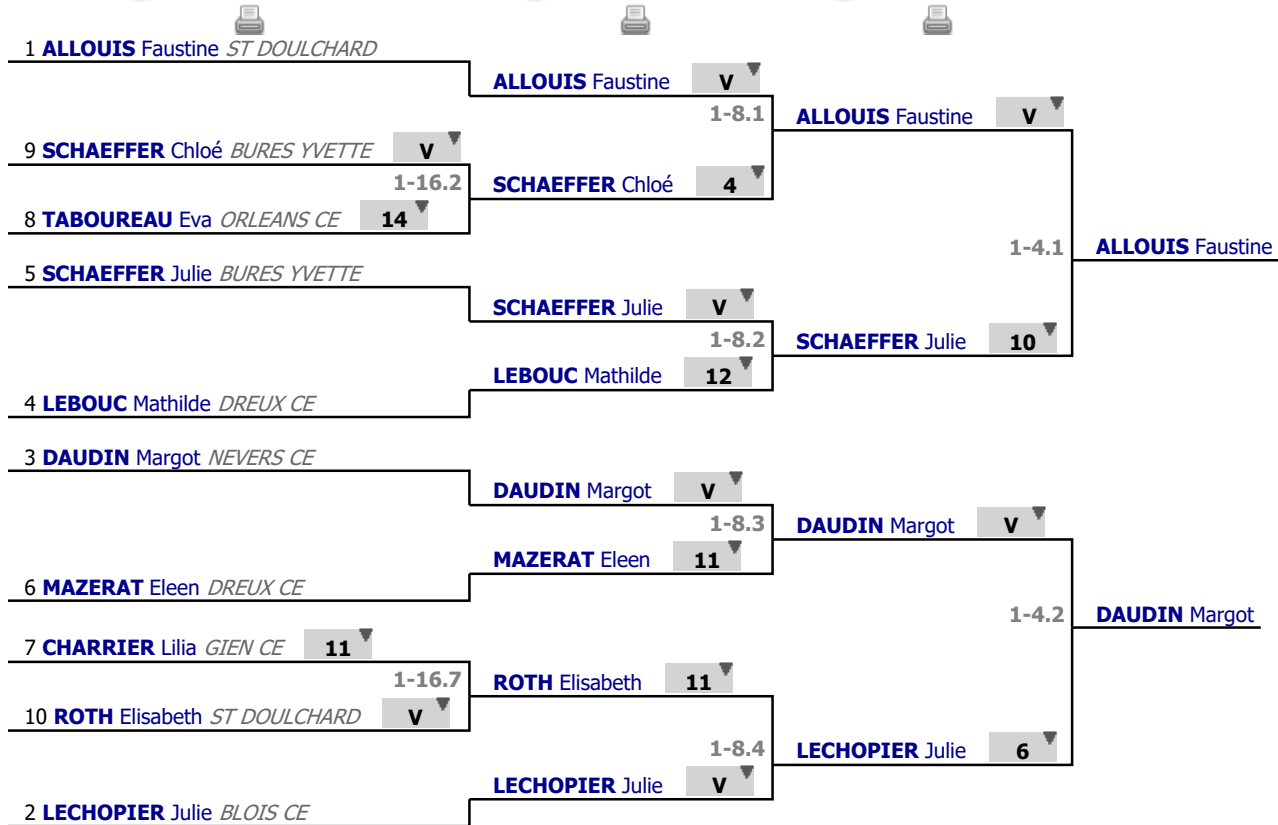 1 ALLOUIS Faustine ST DOULCHARD
ALLOUIS Faustine V
1-8.1
ALLOUIS Faustine V
9 SCHAEFFER Chloé BURES YVETTE V
1-16.2
SCHAEFFER Chloé 4
8 TABOUREAU Eva ORLEANS CE 14
1-4.1
ALLOUIS Faustine
5 SCHAEFFER Julie BURES YVETTE
SCHAEFFER Julie V
1-8.2
SCHAEFFER Julie 10
LEBOUC Mathilde 12
4 LEBOUC Mathilde DREUX CE
3 DAUDIN Margot NEVERS CE
DAUDIN Margot V
1-8.3
DAUDIN Margot V
MAZERAT Eleen 11
6 MAZERAT Eleen DREUX CE
1-4.2
DAUDIN Margot
7 CHARRIER Lilia GIEN CE 11
1-16.7
ROTH Elisabeth 11
10 ROTH Elisabeth ST DOULCHARD V
1-8.4
LECHOPIER Julie 6
LECHOPIER Julie V
2 LECHOPIER Julie BLOIS CE